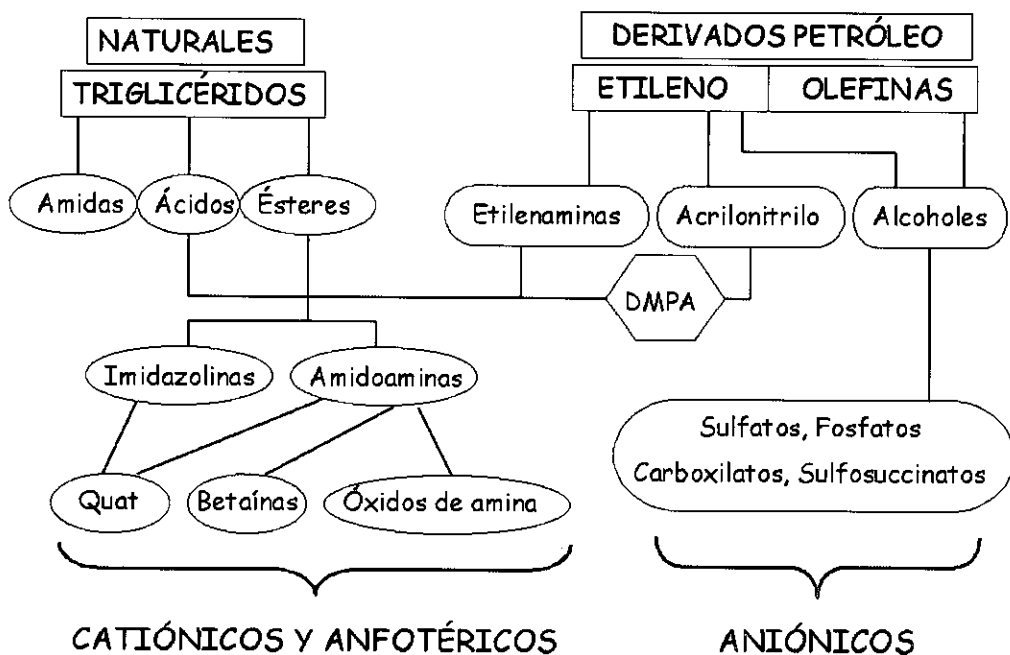 NATURALES
DERIVADOS PETRÓLEO
TRIGLICÉRIDOS
ETILENO
OLEFINAS
Amidas
Ácidos
Ésteres
Etilenaminas
Acrilonitrilo
Alcoholes
DMPA
Imidazolinas
Amidoaminas
Sulfatos, Fosfatos
Carboxilatos, Sulfosuccinatos
Quat
Betaínas
Óxidos de amina
CATIÓNICOS Y ANFOTÉRICOS
ANIÓNICOS